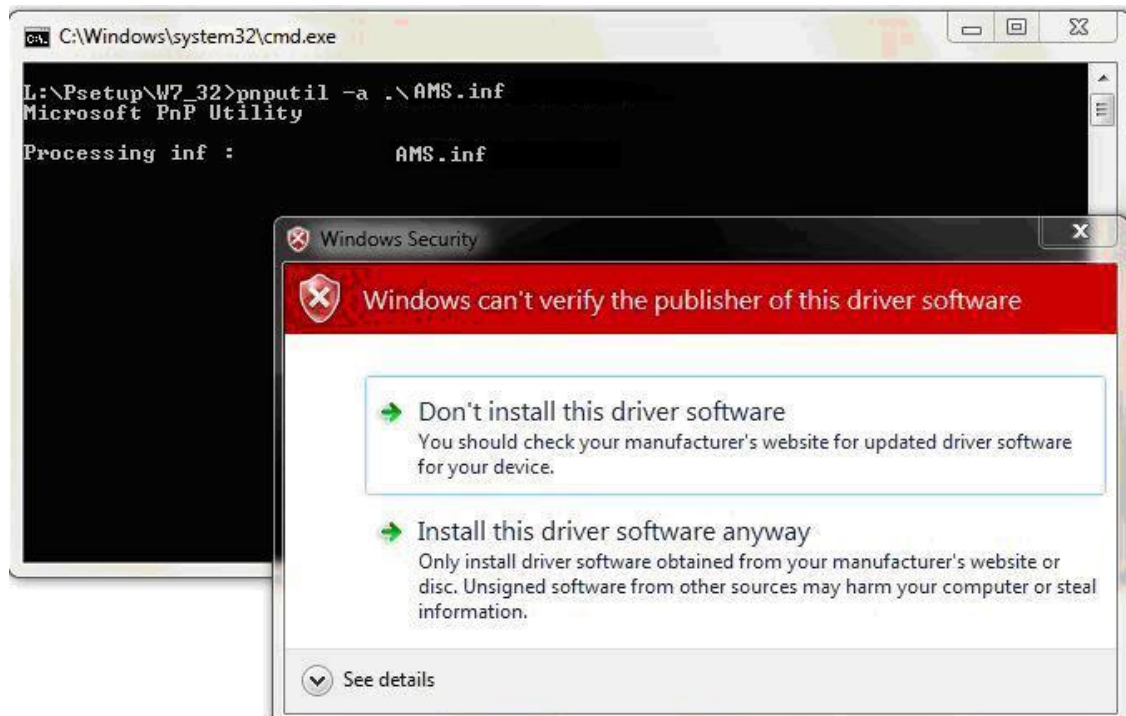 C:\Windows\system32\cmd.exe
L:\Psetup\W7_32>pnputil -a .\AMS.inf
Microsoft PnP Utility
Processing inf : AMS.inf
Windows Security
Windows can't verify the publisher of this driver software
Don't install this driver software
You should check your manufacturer's website for updated driver software
for your device.
Install this driver software anyway
Only install driver software obtained from your manufacturer's website or
disc. Unsigned software from other sources may harm your computer or steal
information.
See details